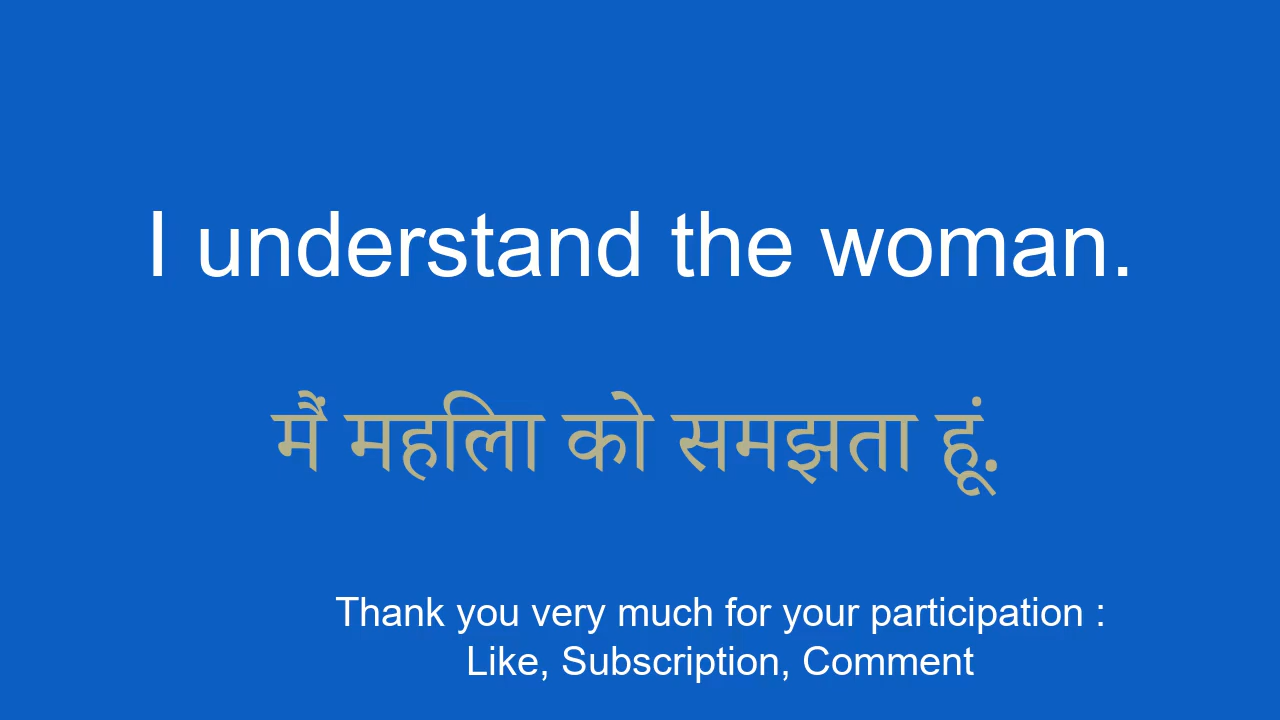 I understand the woman.
मैं महिला को समझता हूं.
Thank you very much for your participation :
Like, Subscription, Comment